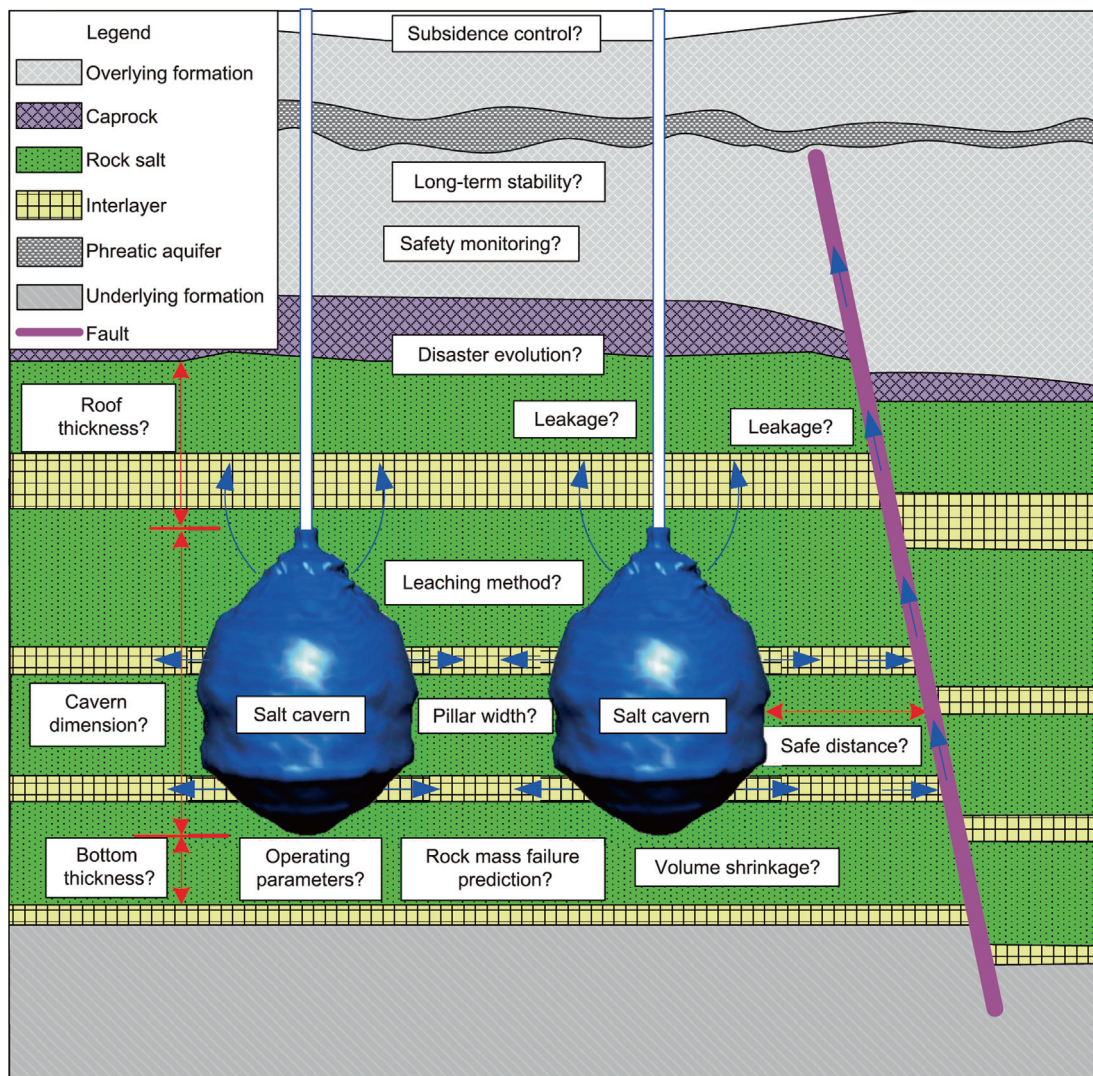 Legend
Overlying formation
Caprock
Rock salt
Interlayer
Phreatic aquifer
Underlying formation
Fault
Subsidence control?
Long-term stability?
Safety monitoring?
Disaster evolution?
Roof
thickness?
Leakage?
Leakage?
Leaching method?
Cavern
dimension?
Salt cavern
Pillar width?
Salt cavern
Safe distance?
Bottom
thickness?
Operating
parameters?
Rock mass failure
prediction?
Volume shrinkage?